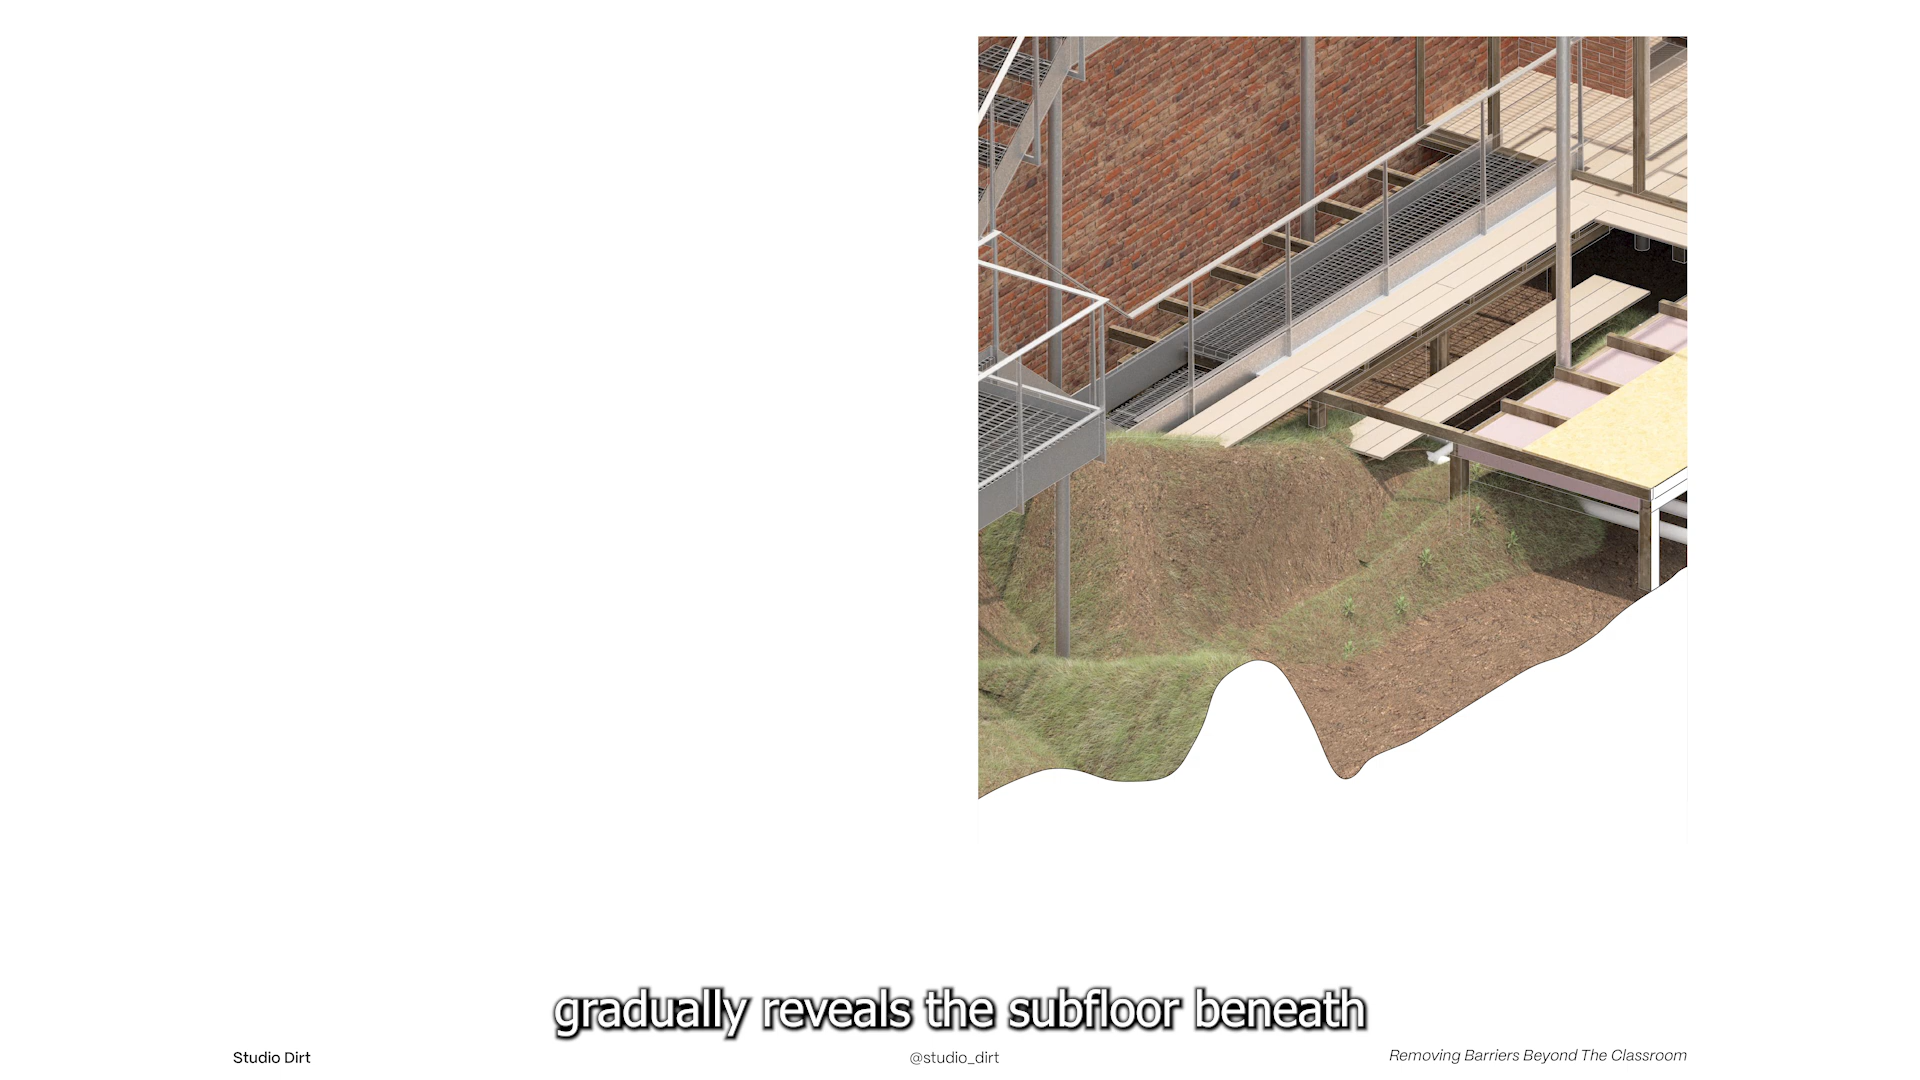 gradually reveals the subfloor beneath
Studio Dirt
@studio_dirt
Removing Barriers Beyond The Classroom